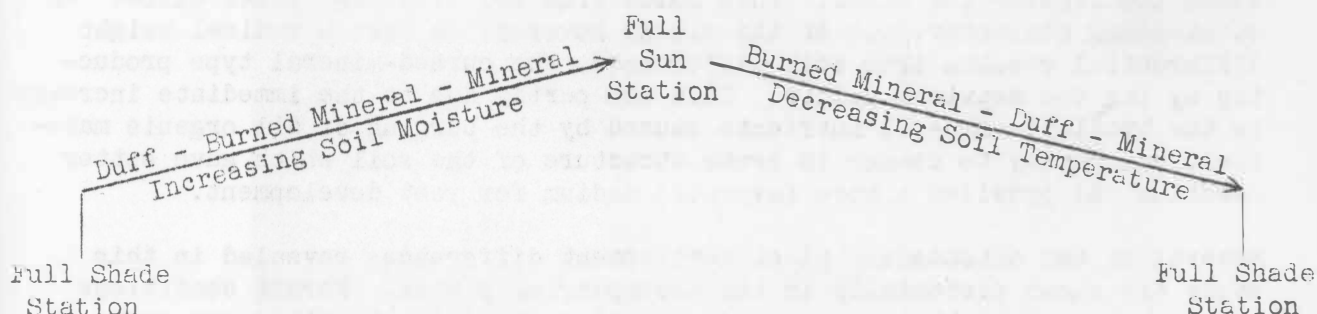 Full
Sun
Station
Duff - Burned Mineral - Mineral
Increasing Soil Moisture
Burned Mineral - Duff - Mineral
Decreasing Soil Temperature
Full Shade
Station
Full Shade
Station